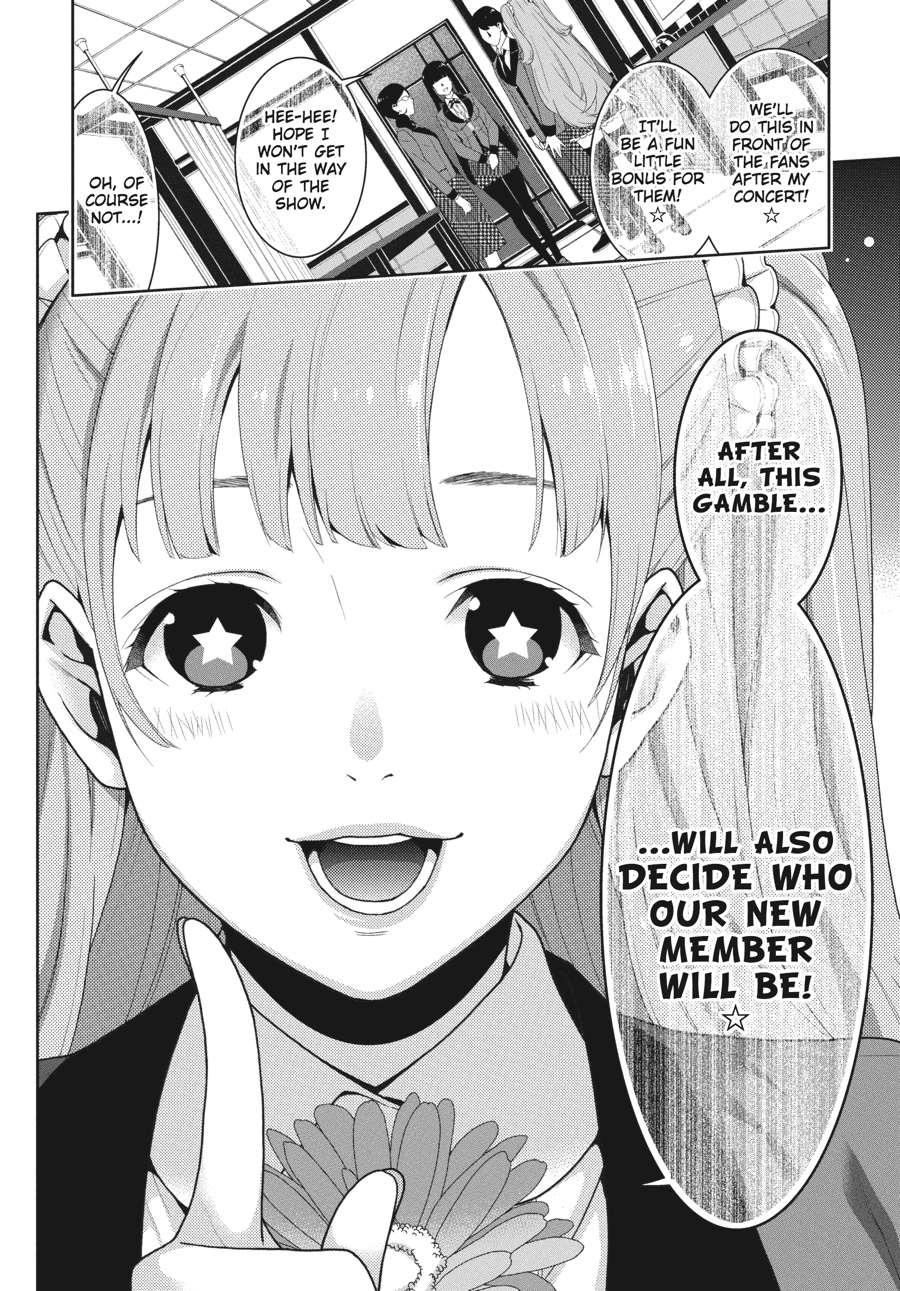 WE'LL
DO THIS IN
FRONT OF
THE FANS
AFTER MY
CONCERT!
☆
IT'LL
BE A FUN
LITTLE
BONUS FOR
THEM!
☆
HEE-HEE!
HOPE I
WON'T GET
IN THE WAY
OF THE
SHOW.
OH, OF
COURSE
NOT...!
AFTER
ALL, THIS
GAMBLE...
...WILL ALSO
DECIDE WHO
OUR NEW
MEMBER
WILL BE!
☆